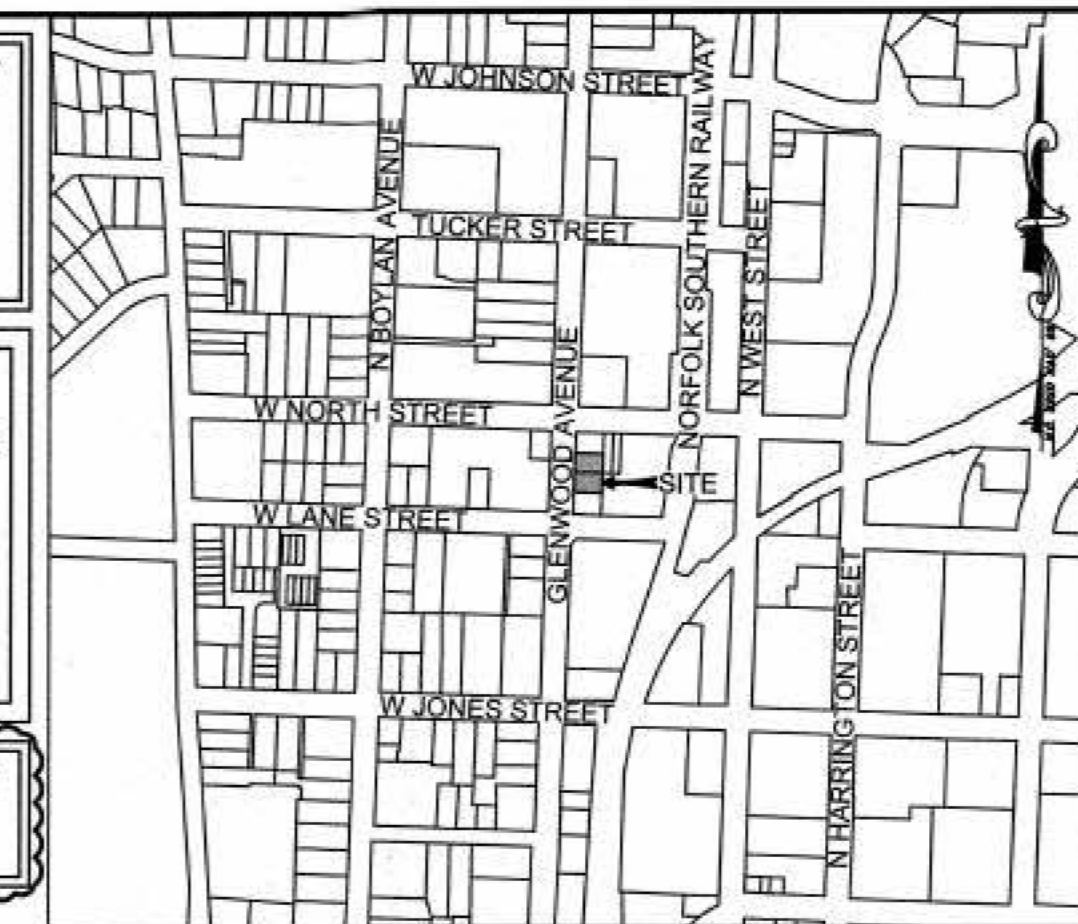 W JOHNSON STREET
NORFOLK SOUTHERN RAILWAY
N BOYLAN AVENUE
TUCKER STREET
N WEST STREET
GLENWOOD AVENUE
W NORTH STREET
SITE
W LANE STREET
N HARRINGTON STREET
W JONES STREET